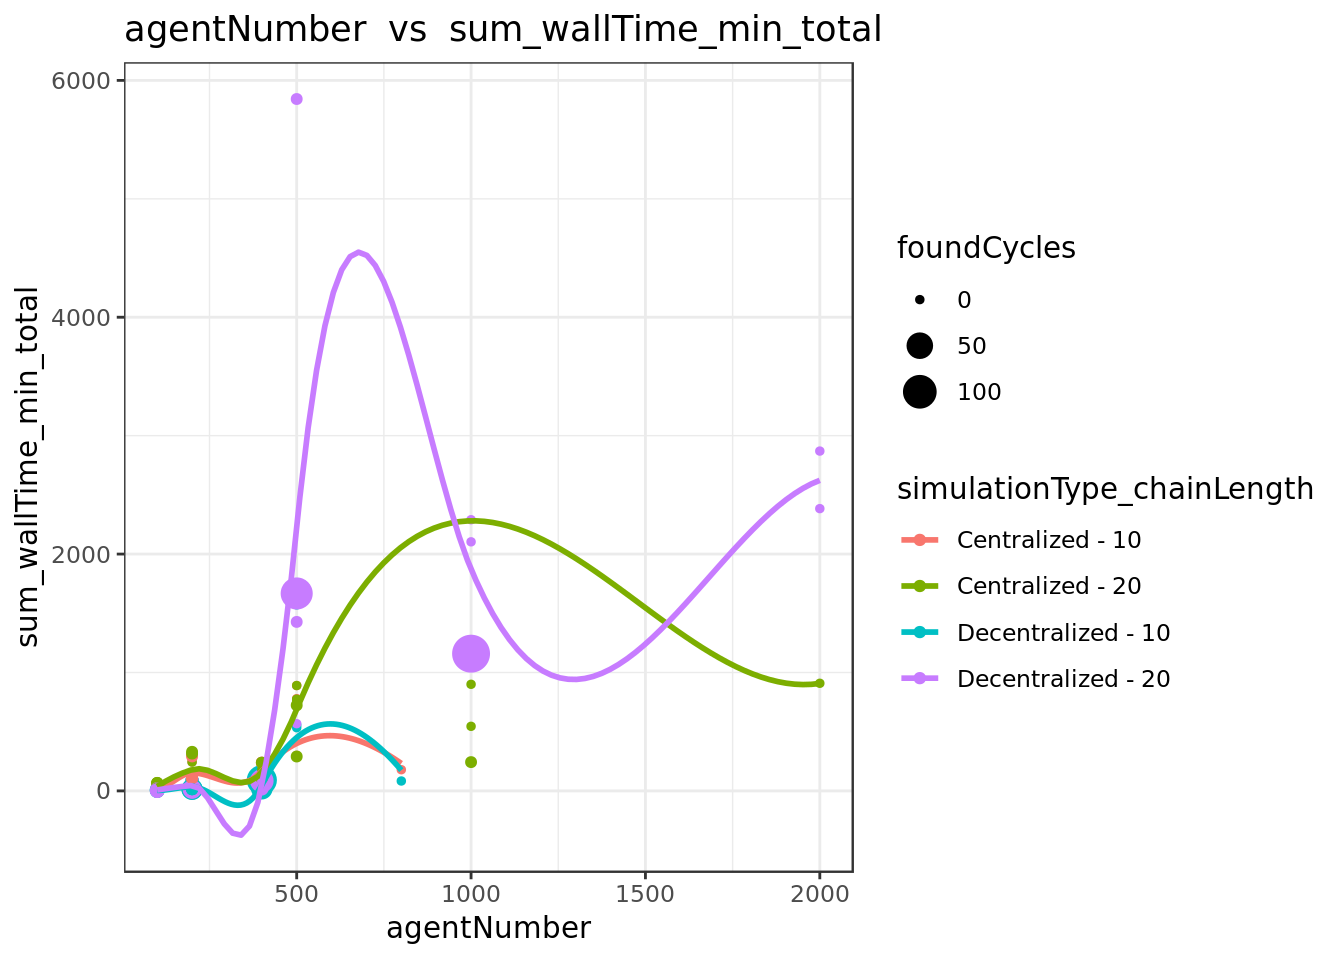 agentNumber vs sum_wallTime_min_total
6000
4000
2000
0
sum_wallTime_min_total
500
1000
1500
2000
agentNumber
foundCycles
0
50
100
simulationType_chainLength
Centralized - 10
Centralized - 20
Decentralized - 10
Decentralized - 20